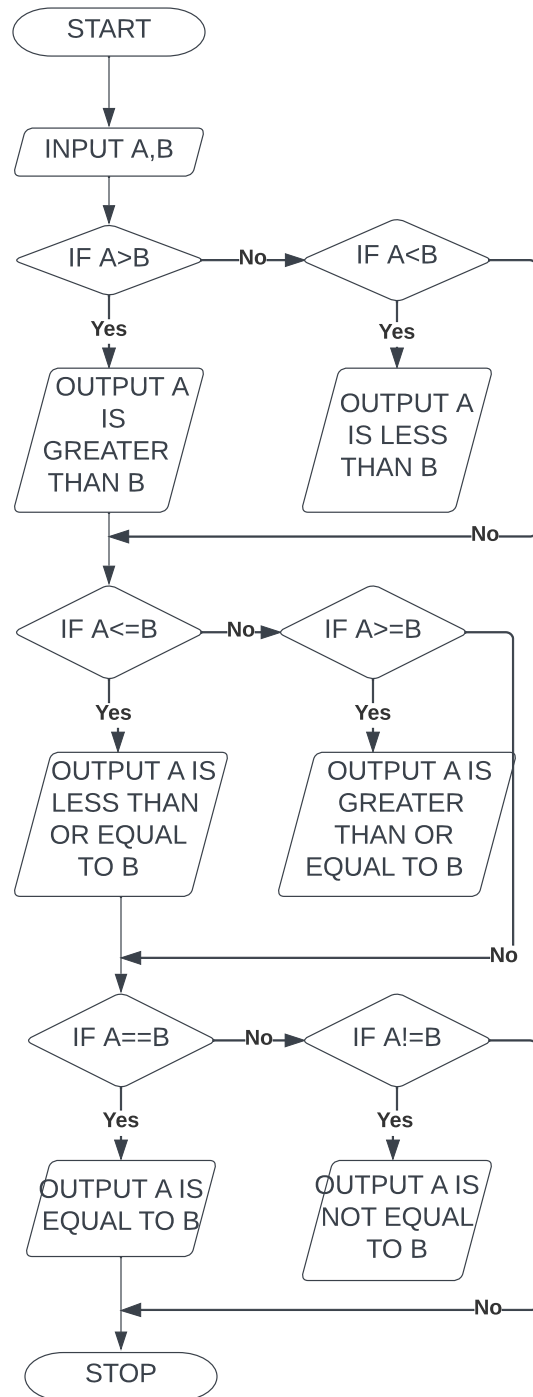 START
INPUT A,B
IF A>B
No
IF A<B
Yes
Yes
OUTPUT A
IS
GREATER
THAN B
OUTPUT A
IS LESS
THAN B
No
IF A<=B
No
IF A>=B
Yes
Yes
OUTPUT A IS
LESS THAN
OR EQUAL
TO B
OUTPUT A IS
GREATER
THAN OR
EQUAL TO B
No
IF A==B
No
IF A!=B
Yes
Yes
OUTPUT A IS
EQUAL TO B
OUTPUT A IS
NOT EQUAL
TO B
No
STOP